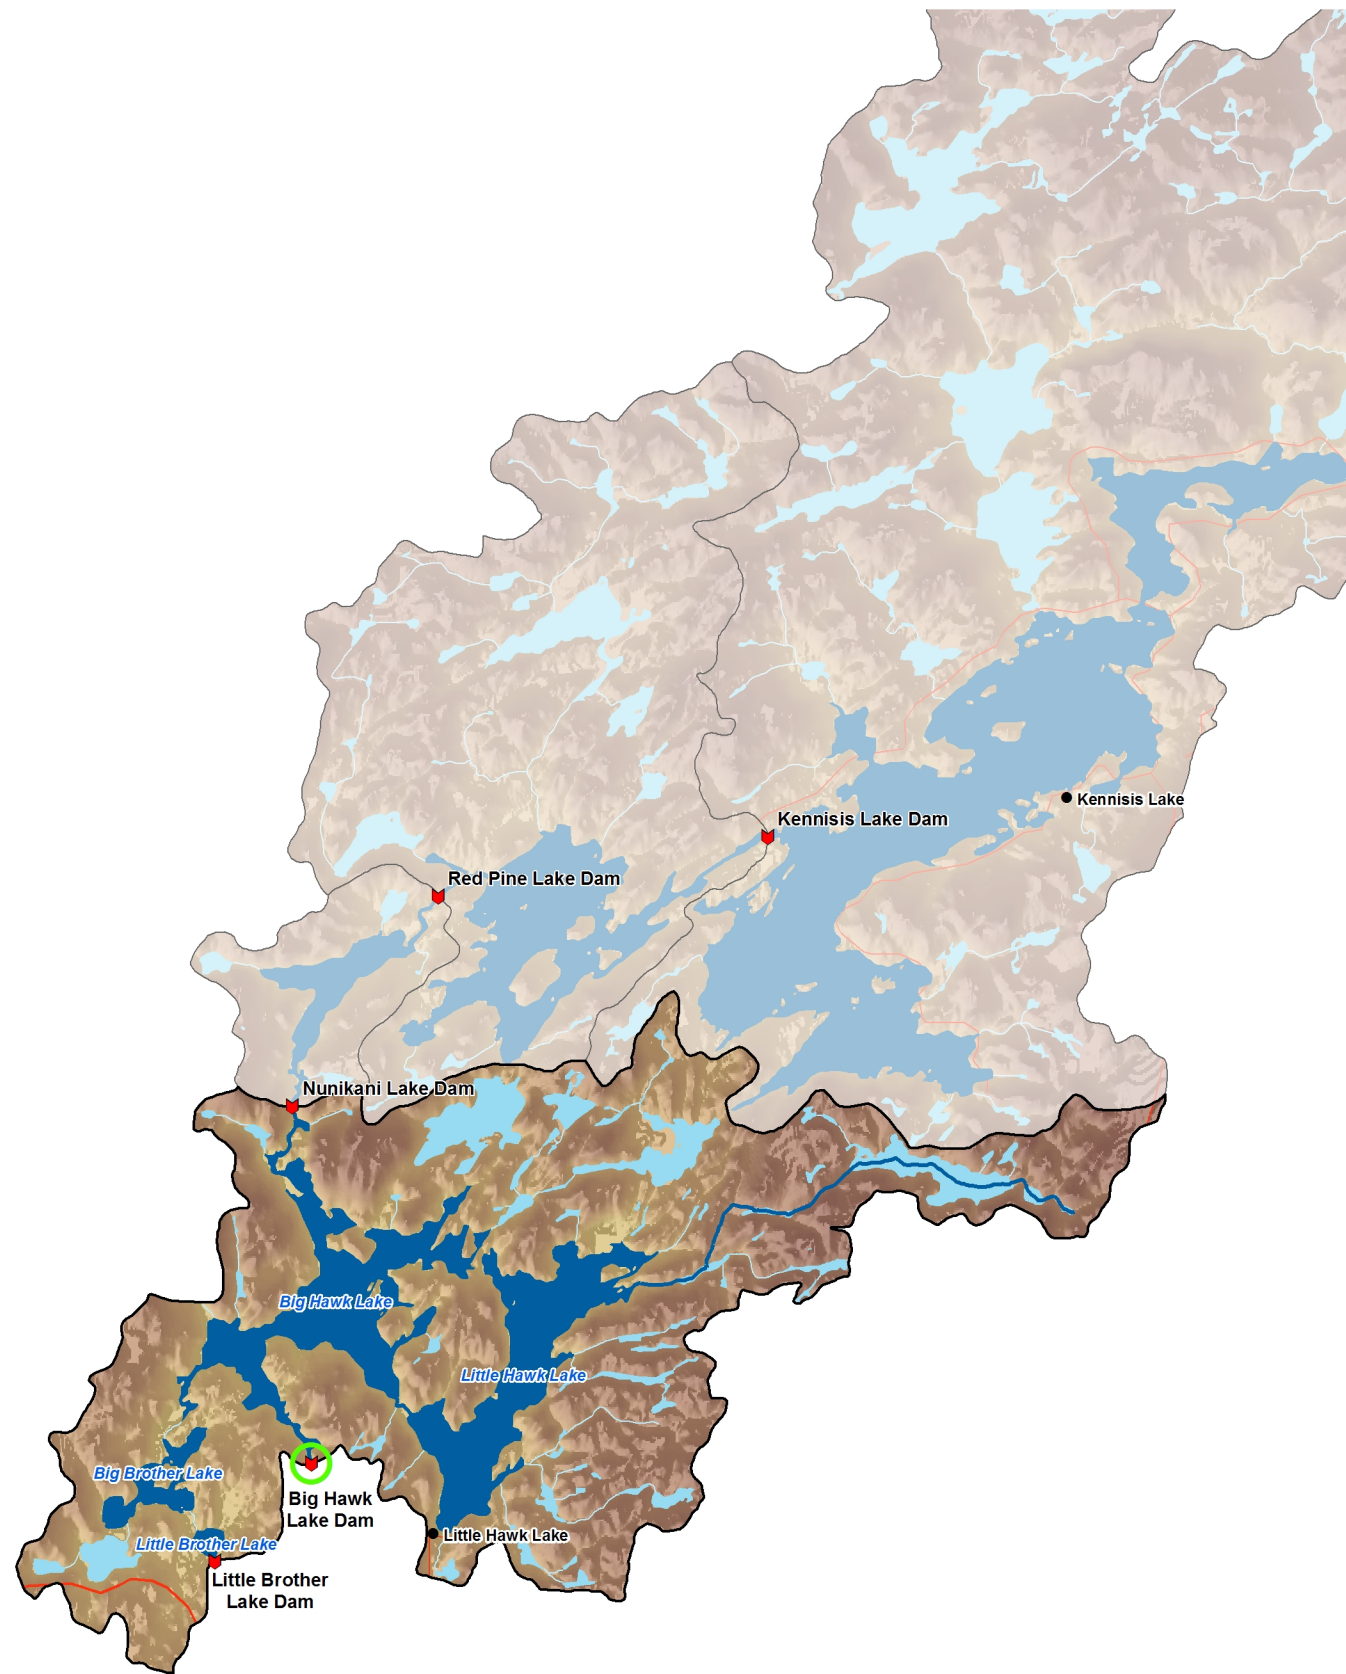 Kennisis Lake
Kennisis Lake Dam
Red Pine Lake Dam
Nunikani Lake Dam
Big Hawk Lake
Little Hawk Lake
Big Brother Lake
Big Hawk
Lake Dam
Little Hawk Lake
Little Brother Lake
Little Brother
Lake Dam